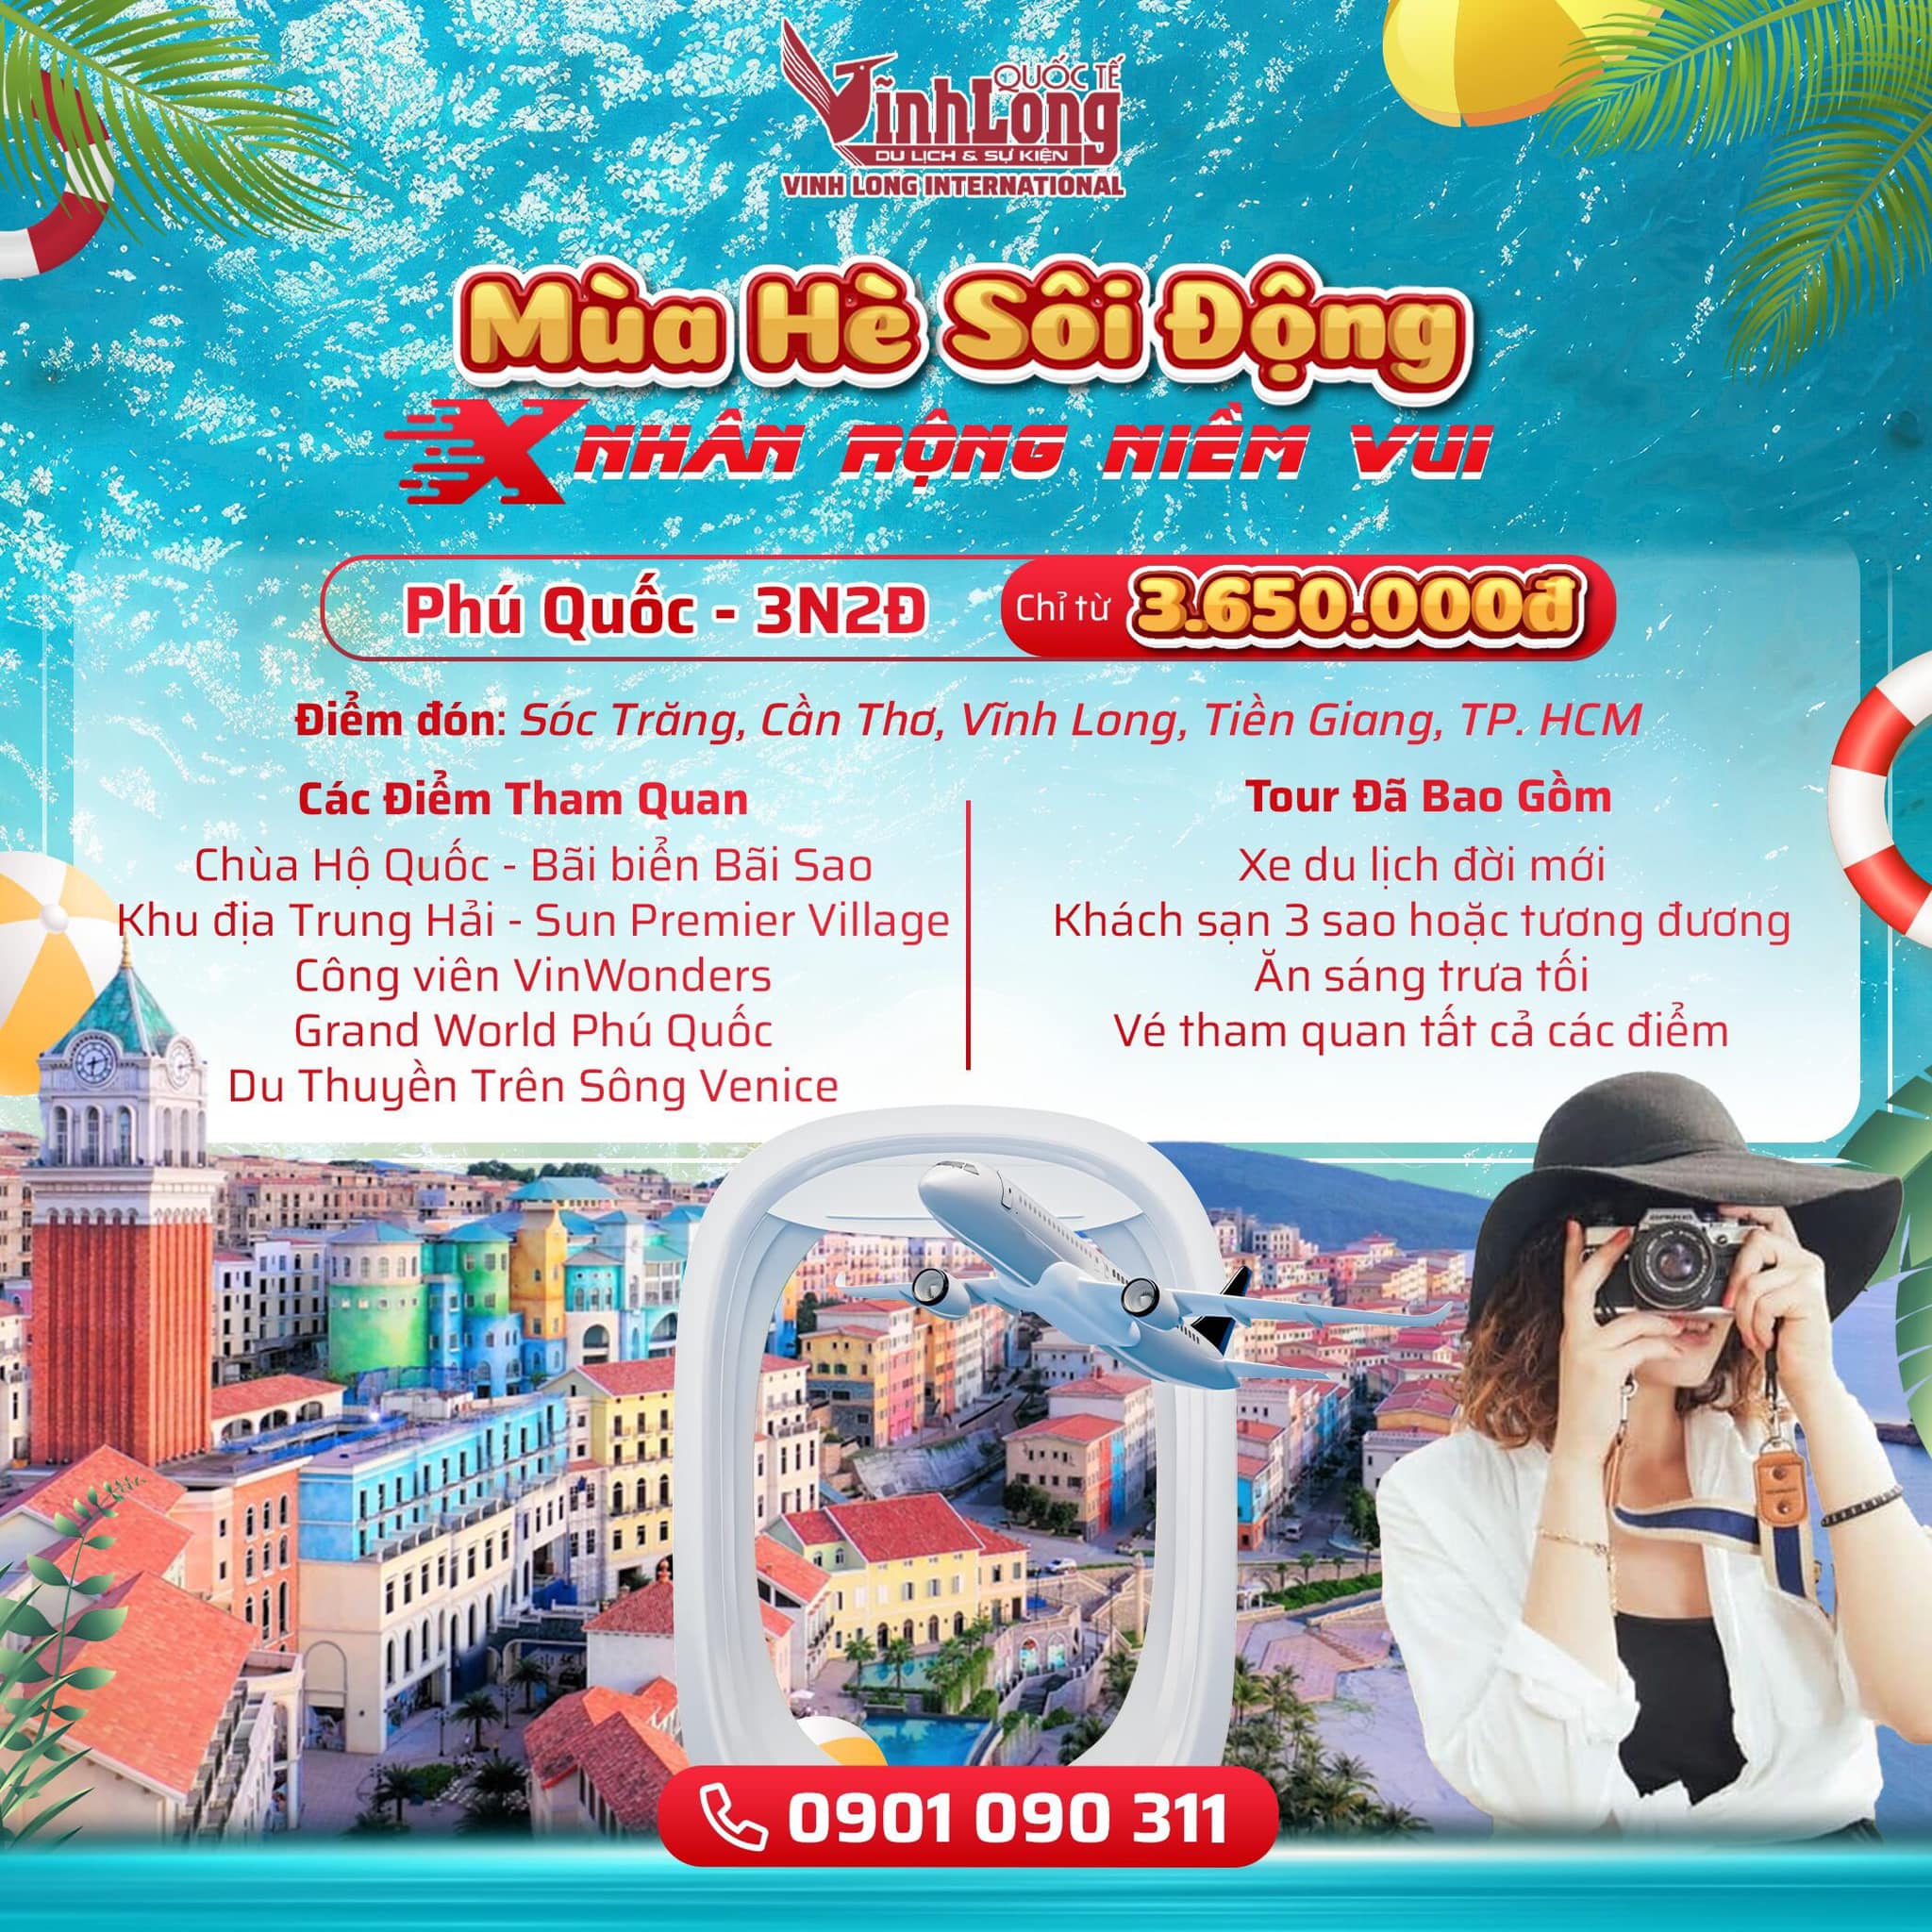 Vĩnh Long QUỐC TẾ
DU LỊCH & SỰ KIỆN
VINH LONG INTERNATIONAL
Mùa Hè Sôi Động
X NHÂN RỘNG NIỀM VUI
Phú Quốc - 3N2Đ Chỉ từ 3.650.000đ
Điểm đón: Sóc Trăng, Cần Thơ, Vĩnh Long, Tiền Giang, TP. HCM
Các Điểm Tham Quan
Chùa Hộ Quốc - Bãi biển Bãi Sao
Khu địa Trung Hải - Sun Premier Village
Công viên VinWonders
Grand World Phú Quốc
Du Thuyền Trên Sông Venice
Tour Đã Bao Gồm
Xe du lịch đời mới
Khách sạn 3 sao hoặc tương đương
Ăn sáng trưa tối
Vé tham quan tất cả các điểm
0901 090 311